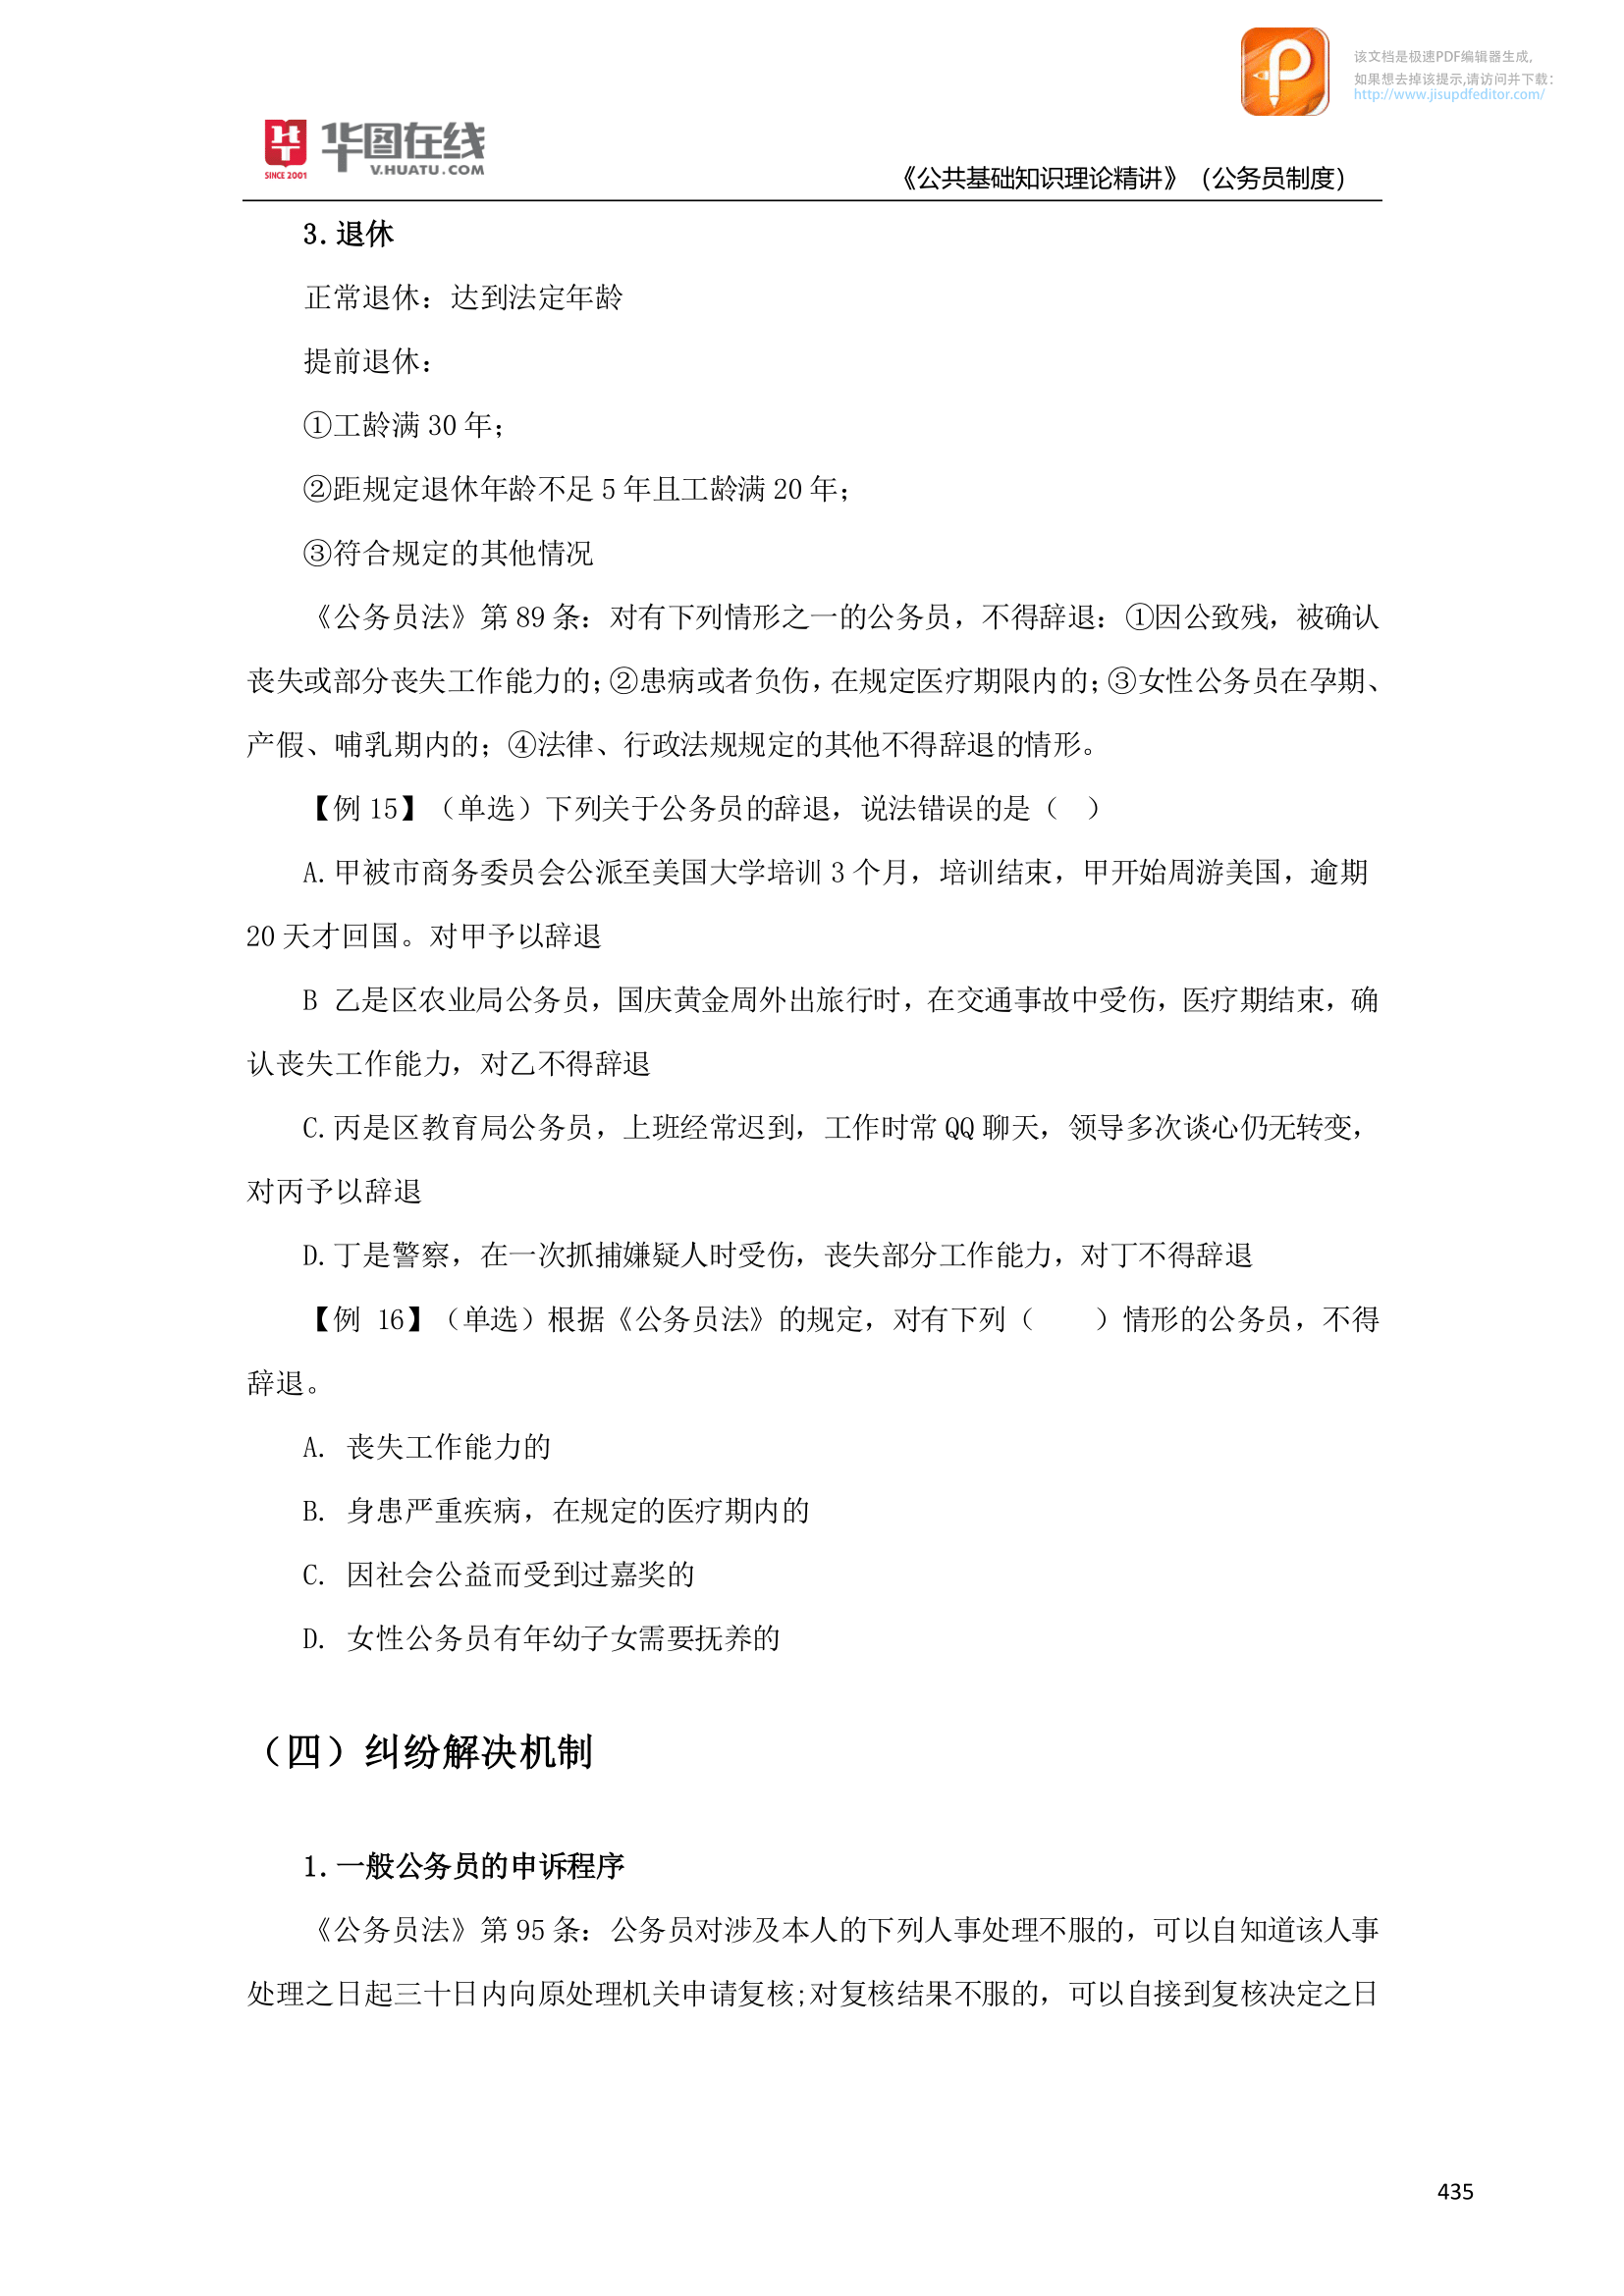 该文档是极速PDF编辑器生成,
如果想去掉该提示,请访问并下载：
http://www.jisupdfeditor.com/
华图在线
SINCE 2001
V.HUATU.COM
《公共基础知识理论精讲》（公务员制度）
3.退休
正常退休：达到法定年龄
提前退休：
①工龄满 30 年；
②距规定退休年龄不足 5 年且工龄满 20 年；
③符合规定的其他情况
《公务员法》第 89 条：对有下列情形之一的公务员，不得辞退：①因公致残，被确认
丧失或部分丧失工作能力的；②患病或者负伤，在规定医疗期限内的；③女性公务员在孕期、
产假、哺乳期内的；④法律、行政法规规定的其他不得辞退的情形。
【例 15】（单选）下列关于公务员的辞退，说法错误的是（ ）
A.甲被市商务委员会公派至美国大学培训 3 个月，培训结束，甲开始周游美国，逾期
20 天才回国。对甲予以辞退
B 乙是区农业局公务员，国庆黄金周外出旅行时，在交通事故中受伤，医疗期结束，确
认丧失工作能力，对乙不得辞退
C.丙是区教育局公务员，上班经常迟到，工作时常 QQ 聊天，领导多次谈心仍无转变，
对丙予以辞退
D.丁是警察，在一次抓捕嫌疑人时受伤，丧失部分工作能力，对丁不得辞退
【例 16】（单选）根据《公务员法》的规定，对有下列（ ）情形的公务员，不得
辞退。
A. 丧失工作能力的
B. 身患严重疾病，在规定的医疗期内的
C. 因社会公益而受到过嘉奖的
D. 女性公务员有年幼子女需要抚养的
（四）纠纷解决机制
1.一般公务员的申诉程序
《公务员法》第 95 条：公务员对涉及本人的下列人事处理不服的，可以自知道该人事
处理之日起三十日内向原处理机关申请复核;对复核结果不服的，可以自接到复核决定之日
435